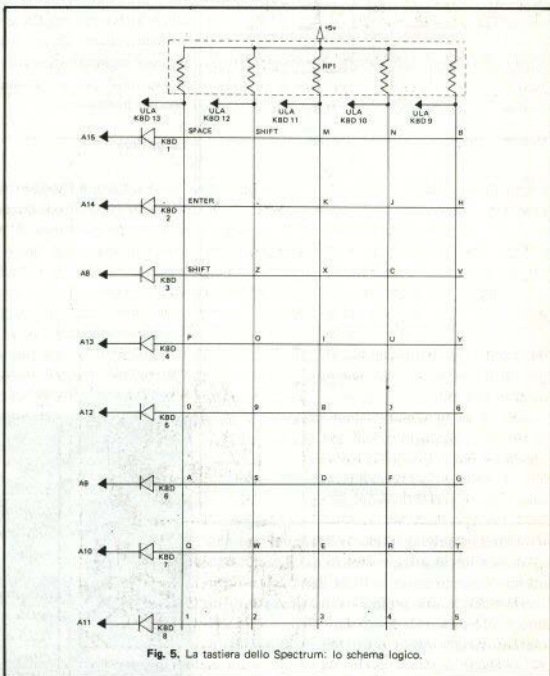 +5v
RP1
ULA KBD 13
ULA KBD 12
ULA KBD 11
ULA KBD 10
ULA KBD 9
A15 KBD 1 SPACE SHIFT M N B
A14 KBD 2 ENTER K J H
A8 KBD 3 SHIFT Z X C V
A13 KBD 4 P O I U Y
A12 KBD 5 0 9 8 7 6
A9 KBD 6 A S D F G
A10 KBD 7 Q W E R T
A11 KBD 8 1 2 3 4 5
Fig. 5. La tastiera dello Spectrum: lo schema logico.